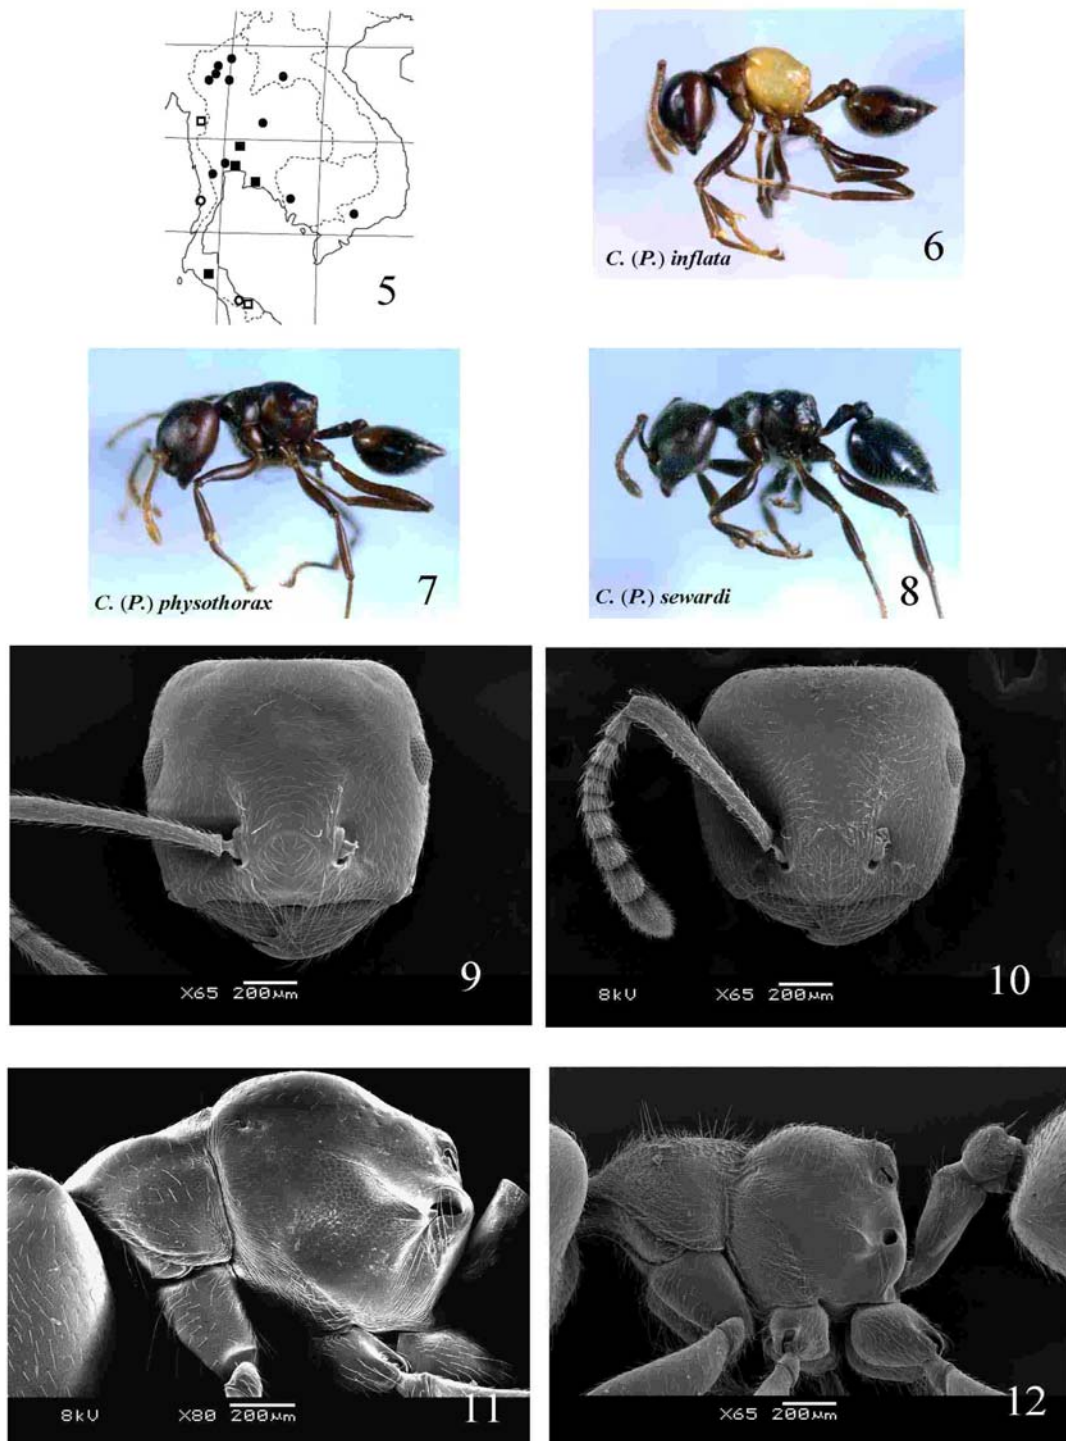 5
6
C. (P.) inflata
7
C. (P.) physothorax
8
C. (P.) sewardi
9
X65 200μm
10
8kV X65 200μm
11
8kV X80 200μm
12
X65 200μm